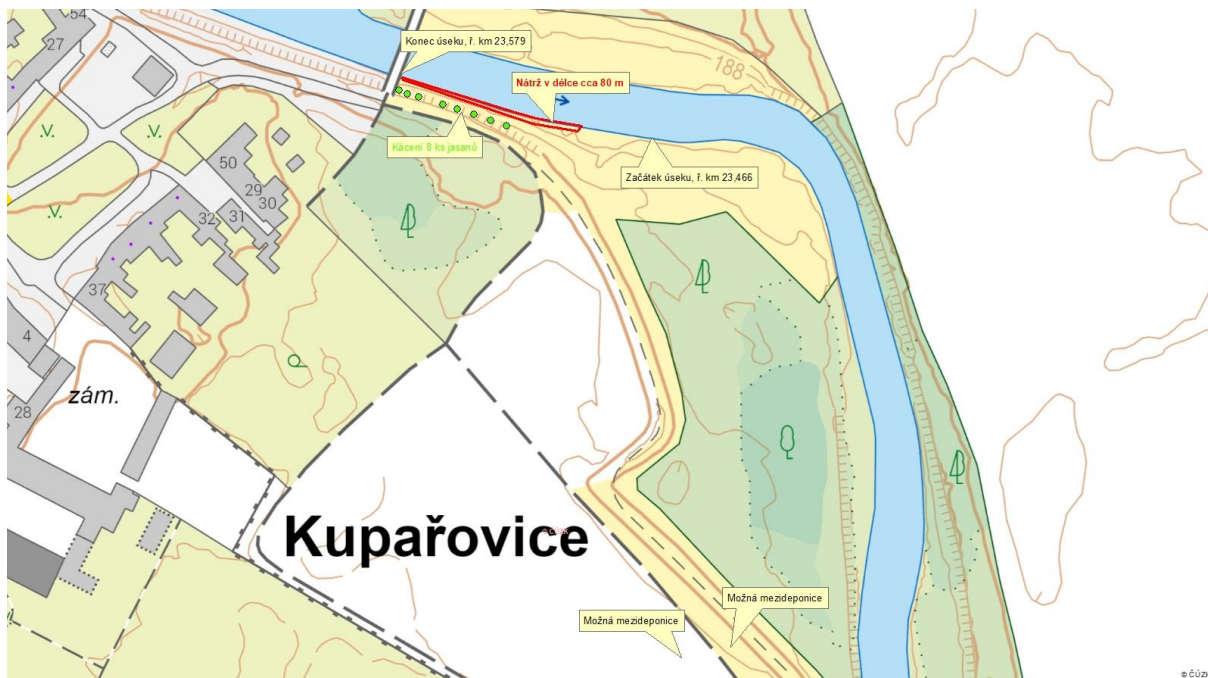 54
27
Konec úseku, ř. km 23,579
188
Nátrž v délce cca 80 m
.V.
.V.
Kácení 8 ks jasanů
50
Začátek úseku, ř. km 23,466
29
30
.V.
32
31
37
4
zám.
28
Kupařovice
Možná mezideponice
Možná mezideponice